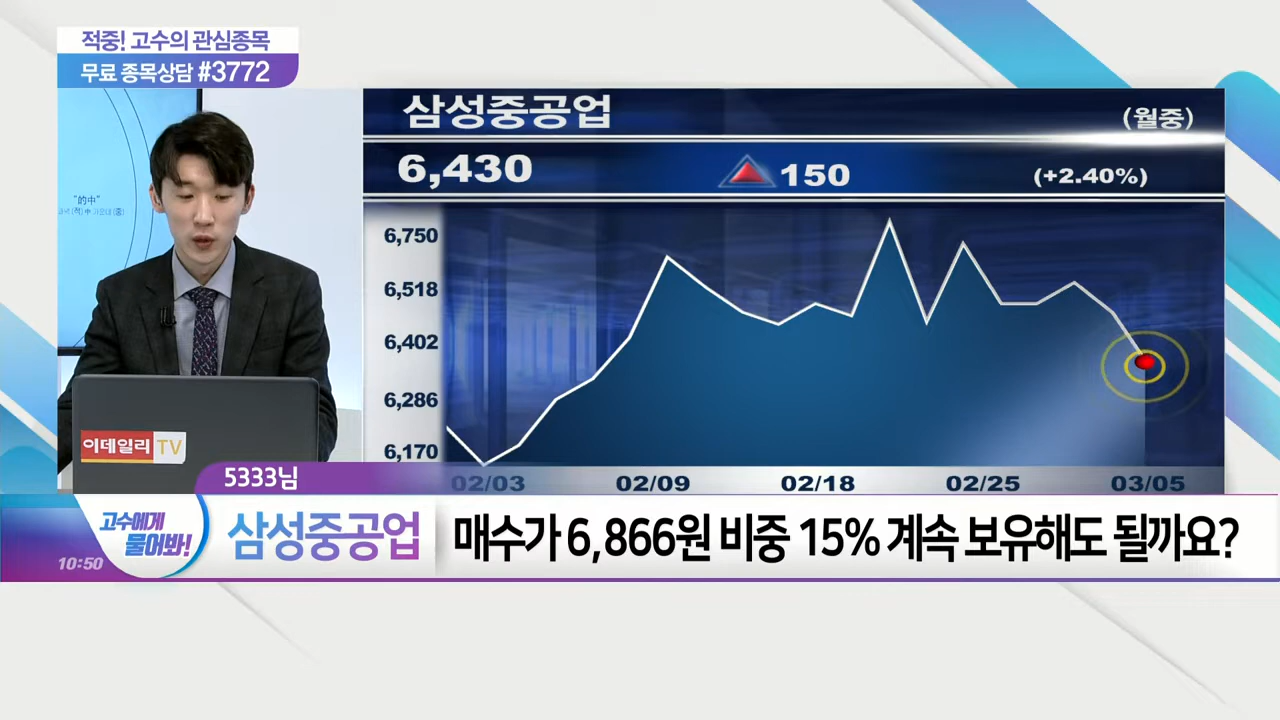 적중! 고수의 관심종목
무료 종목상담 #3772
"的中"
삼성중공업
(월중)
6,430
150
(+2.40%)
6,750
6,518
6,402
6,286
6,170
02/03
02/09
02/18
02/25
03/05
이데일리 TV
5333님
고수에게
물어봐!
10:50
삼성중공업
매수가 6,866원 비중 15% 계속 보유해도 될까요?